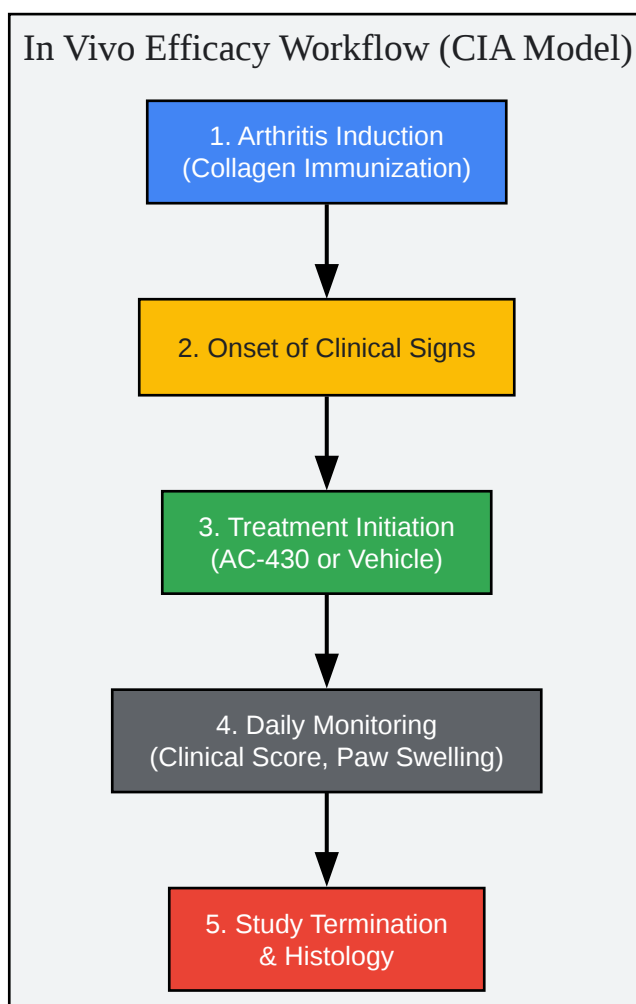 In Vivo Efficacy Workflow (CIA Model)
1. Arthritis Induction
(Collagen Immunization)
2. Onset of Clinical Signs
3. Treatment Initiation
(AC-430 or Vehicle)
4. Daily Monitoring
(Clinical Score, Paw Swelling)
5. Study Termination
& Histology